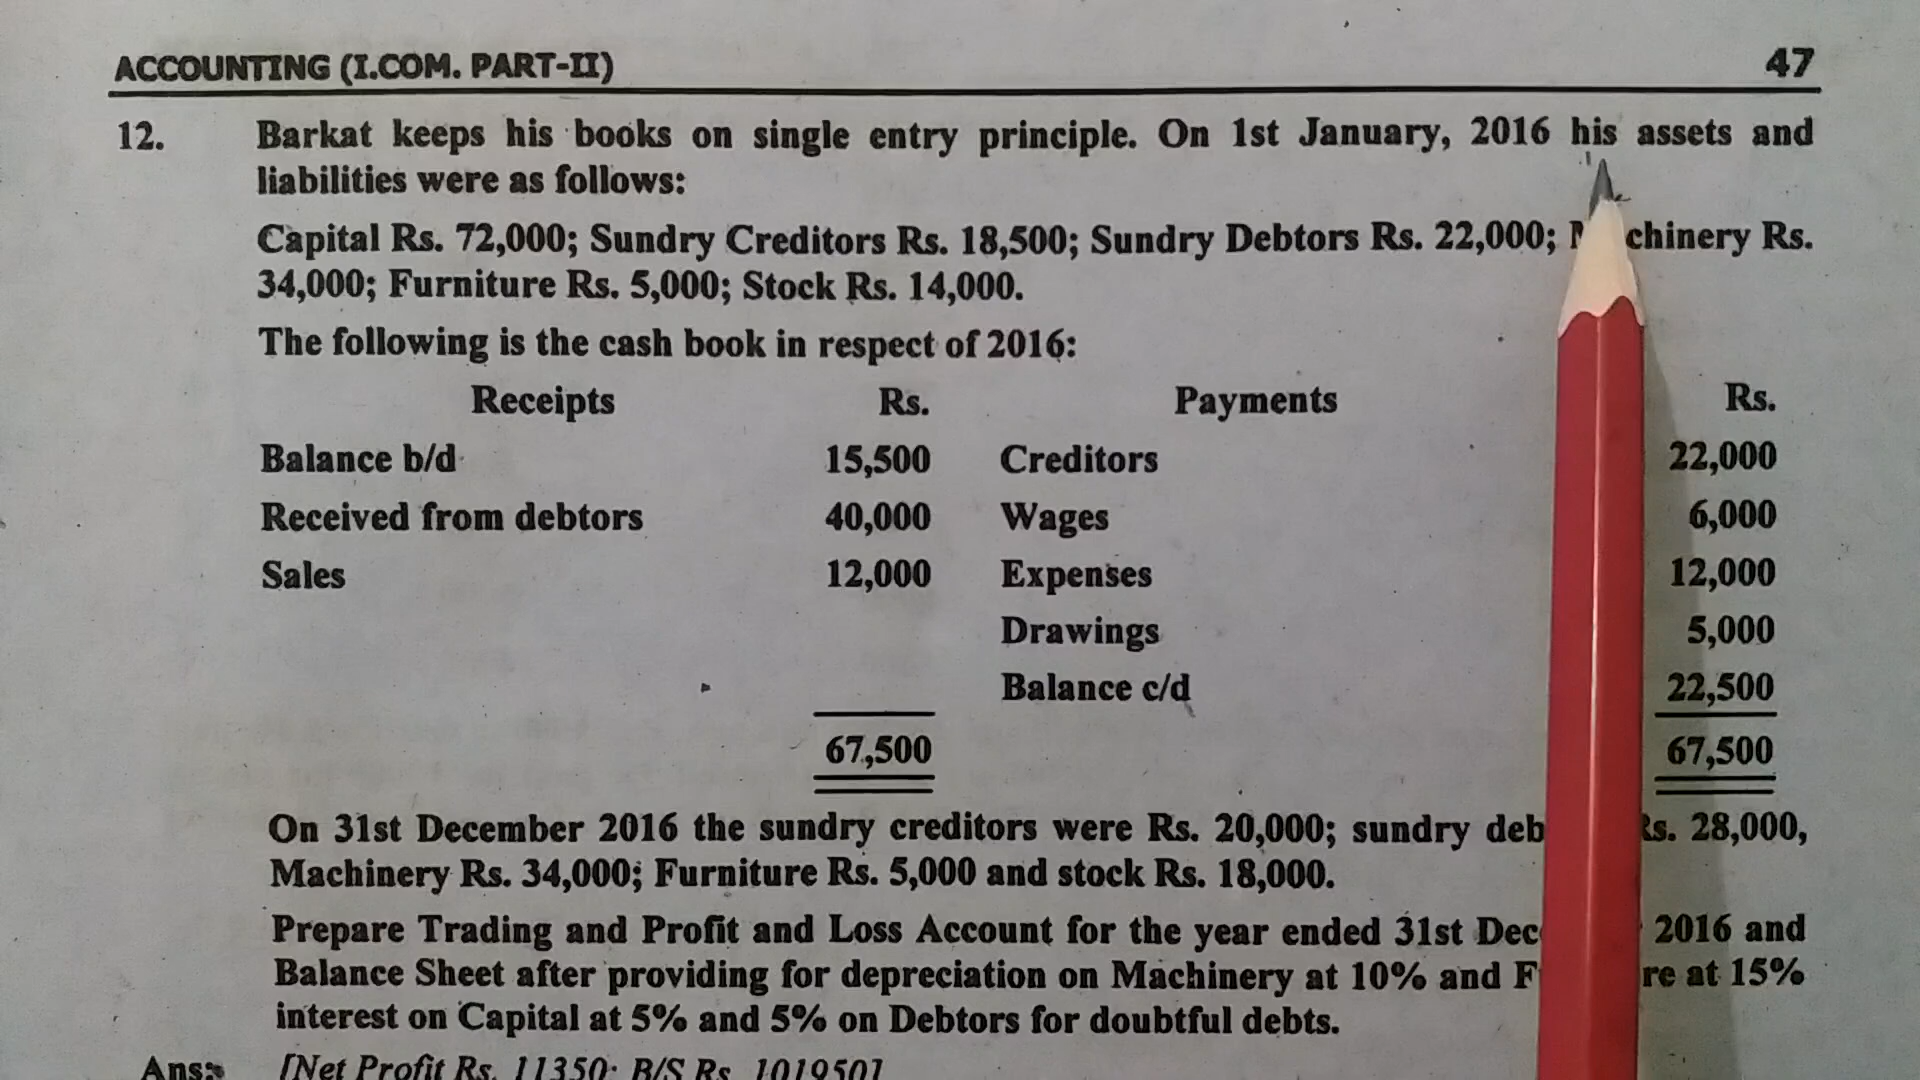 ACCOUNTING (I.COM. PART-II) 47
12. Barkat keeps his books on single entry principle. On 1st January, 2016 his assets and
liabilities were as follows:
Capital Rs. 72,000; Sundry Creditors Rs. 18,500; Sundry Debtors Rs. 22,000; chinery Rs.
34,000; Furniture Rs. 5,000; Stock Rs. 14,000.
The following is the cash book in respect of 2016:
Receipts Rs. Payments Rs.
Balance b/d 15,500 Creditors 22,000
Received from debtors 40,000 Wages 6,000
Sales 12,000 Expenses 12,000
Drawings 5,000
Balance c/d 22,500
67,500 67,500
On 31st December 2016 the sundry creditors were Rs. 20,000; sundry deb Rs. 28,000,
Machinery Rs. 34,000; Furniture Rs. 5,000 and stock Rs. 18,000.
Prepare Trading and Profit and Loss Account for the year ended 31st Dec 2016 and
Balance Sheet after providing for depreciation on Machinery at 10% and F re at 15%
interest on Capital at 5% and 5% on Debtors for doubtful debts.
Ans: [Net Profit Rs. 11350; B/S Rs. 101950]